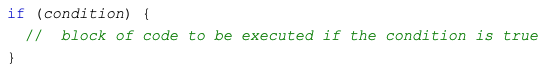 if (condition) {
  //  block of code to be executed if the condition is true
}